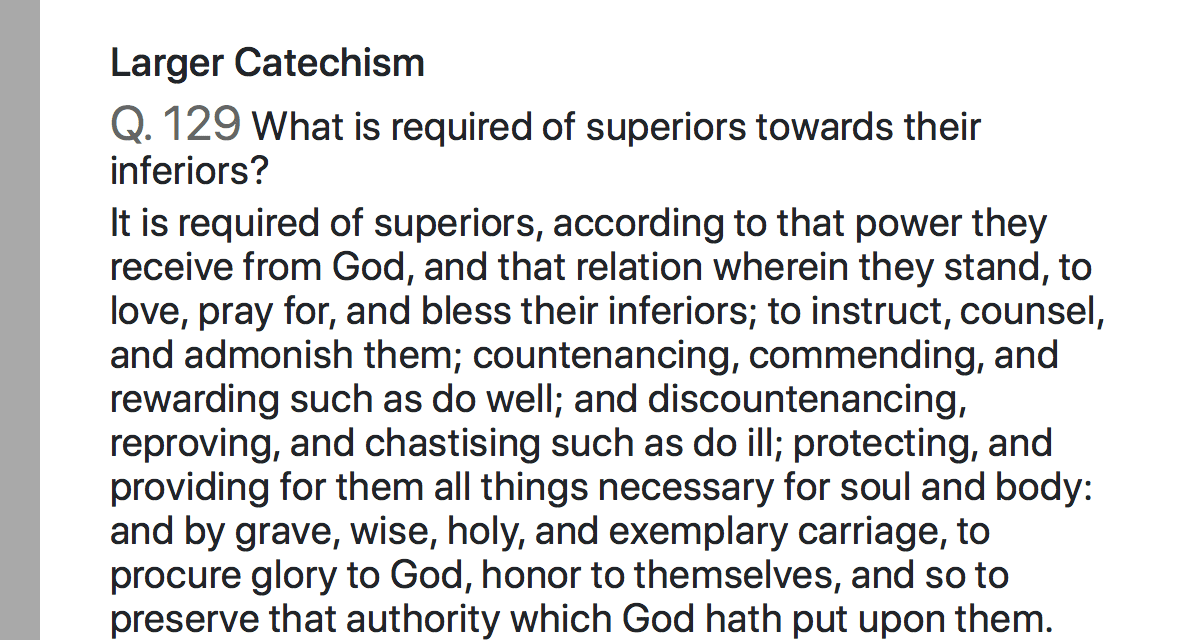 Larger Catechism
Q. 129 What is required of superiors towards their
inferiors?
It is required of superiors, according to that power they
receive from God, and that relation wherein they stand, to
love, pray for, and bless their inferiors; to instruct, counsel,
and admonish them; countenancing, commending, and
rewarding such as do well; and discountenancing,
reproving, and chastising such as do ill; protecting, and
providing for them all things necessary for soul and body:
and by grave, wise, holy, and exemplary carriage, to
procure glory to God, honor to themselves, and so to
preserve that authority which God hath put upon them.